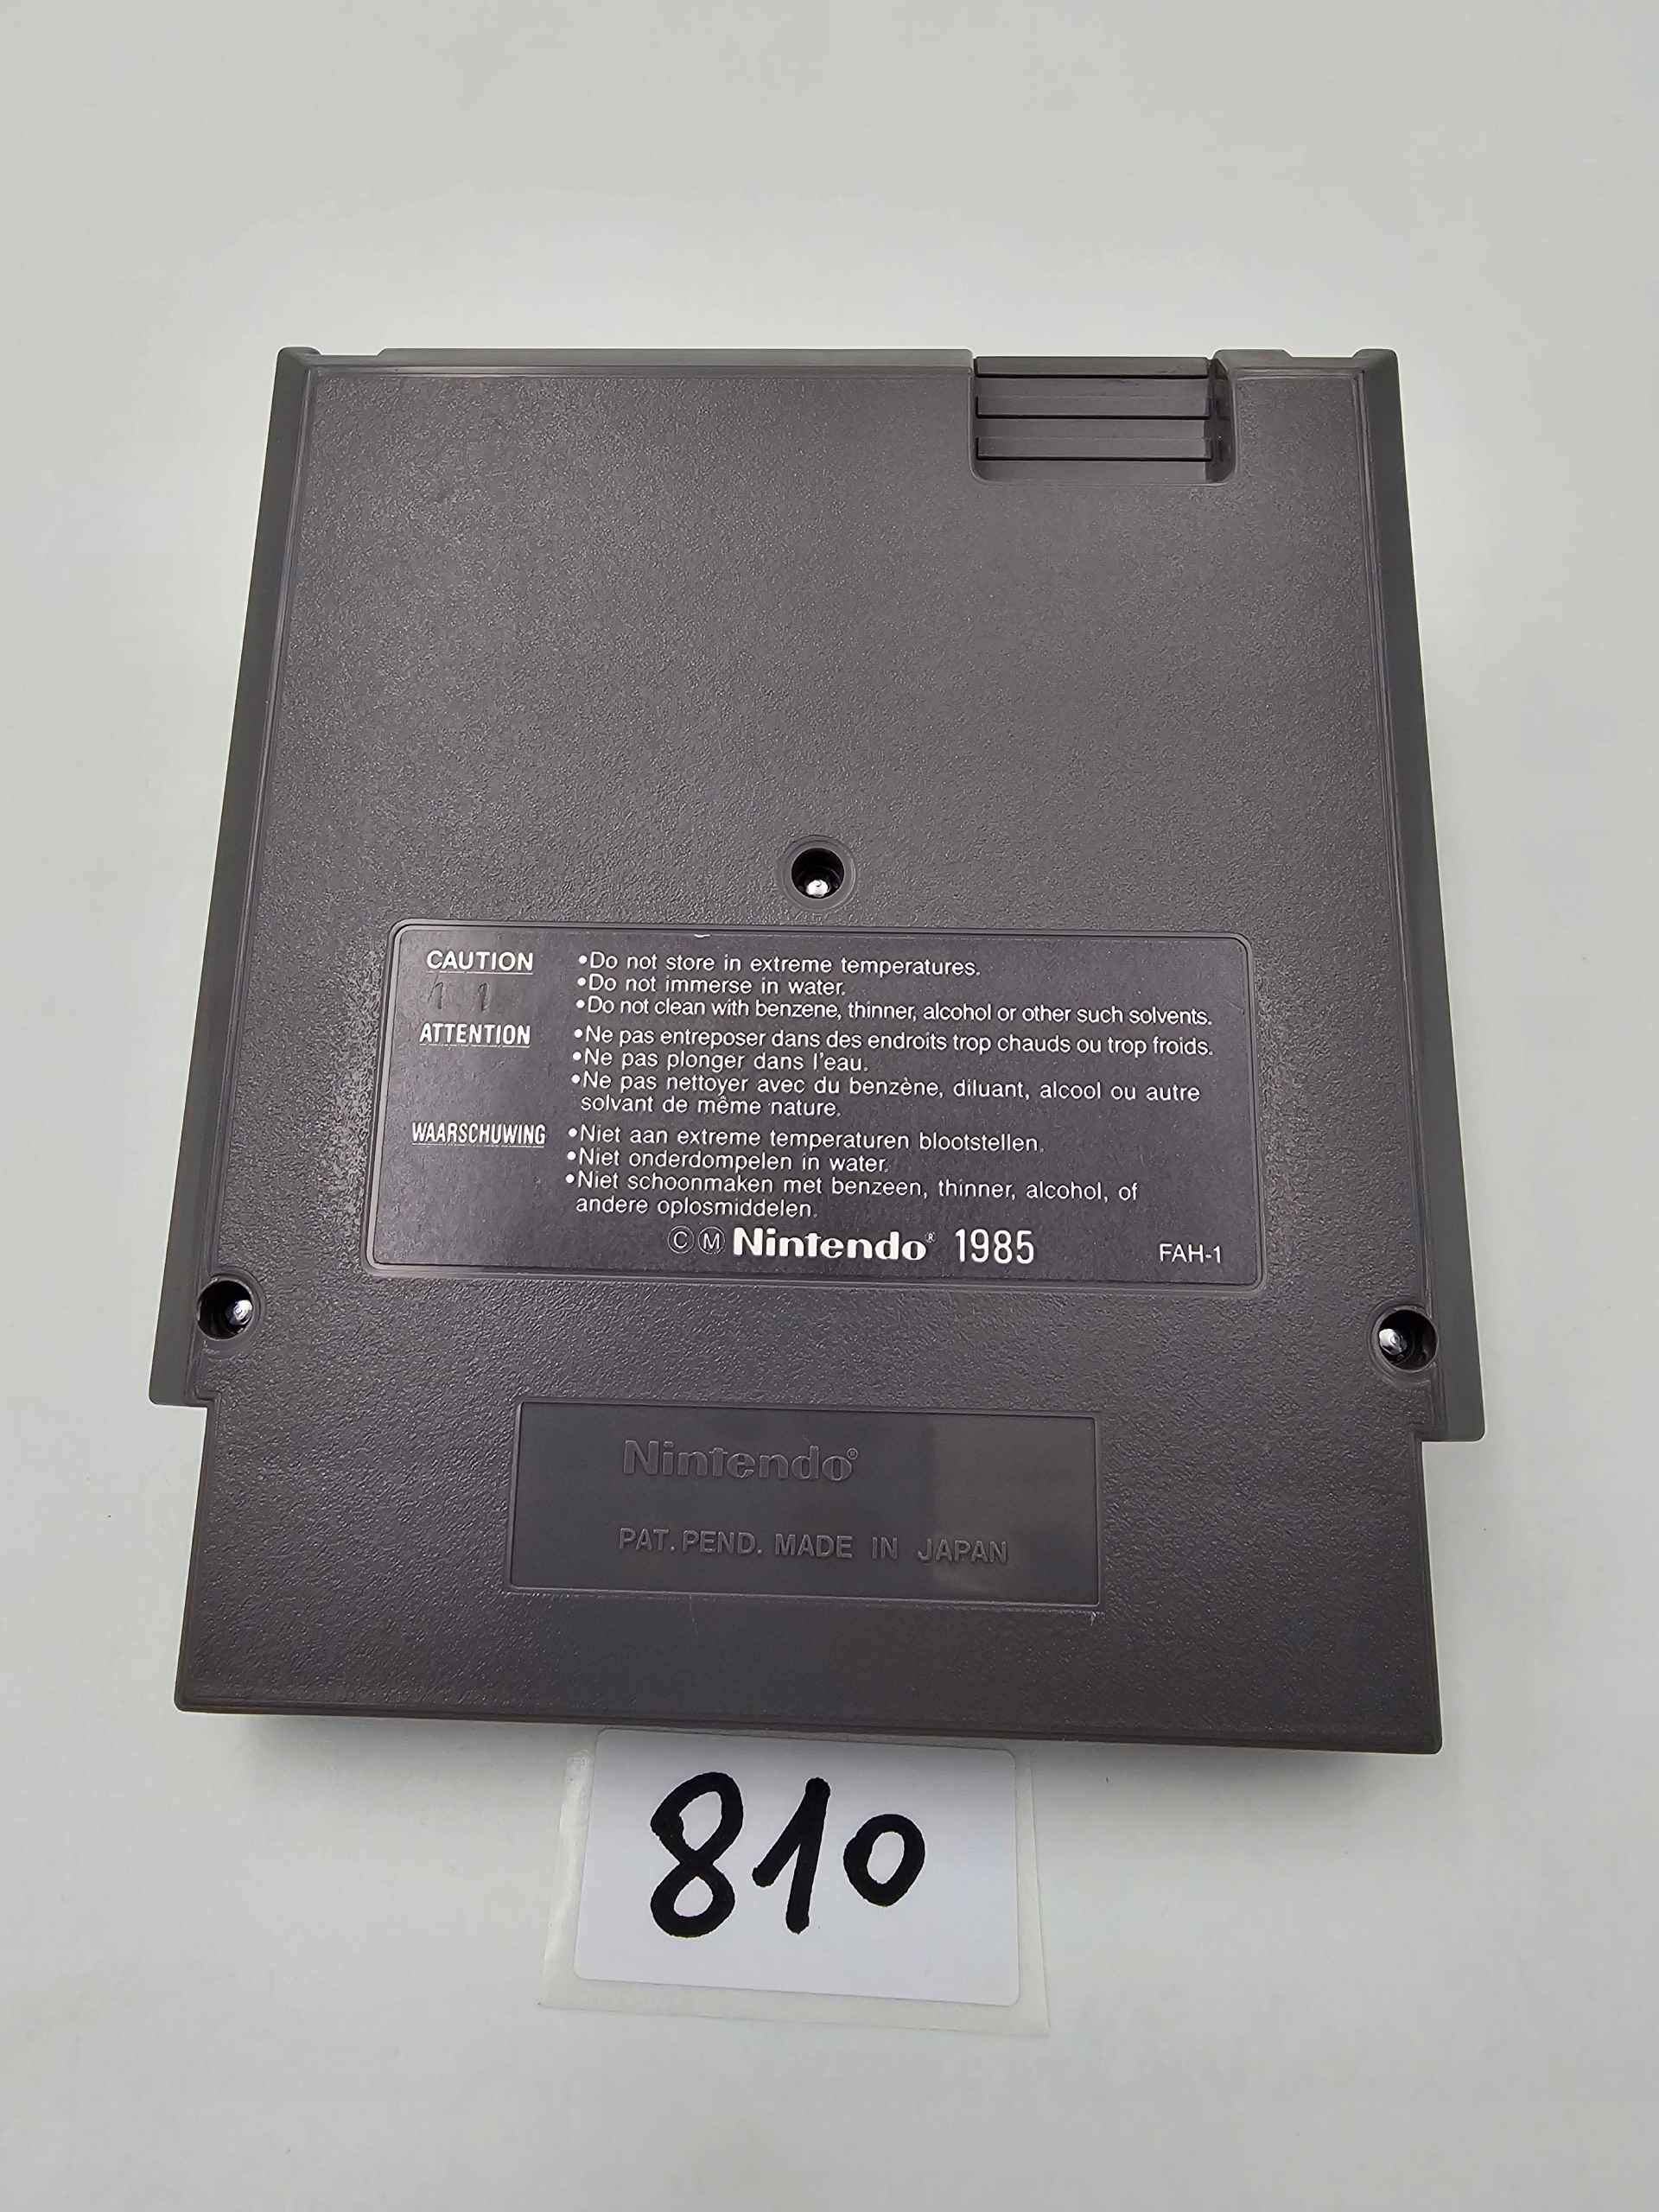 CAUTION
•Do not store in extreme temperatures.
•Do not immerse in water.
•Do not clean with benzene, thinner, alcohol or other such solvents.
11
ATTENTION
•Ne pas entreposer dans des endroits trop chauds ou trop froids.
•Ne pas plonger dans l'eau.
•Ne pas nettoyer avec du benzène, diluant, alcool ou autre
solvant de même nature.
WAARSCHUWING
•Niet aan extreme temperaturen blootstellen.
•Niet onderdompelen in water.
•Niet schoonmaken met benzeen, thinner, alcohol, of
andere oplosmiddelen.
ⒸⓂ Nintendo® 1985
FAH-1
Nintendo®
PAT. PEND. MADE IN JAPAN
810